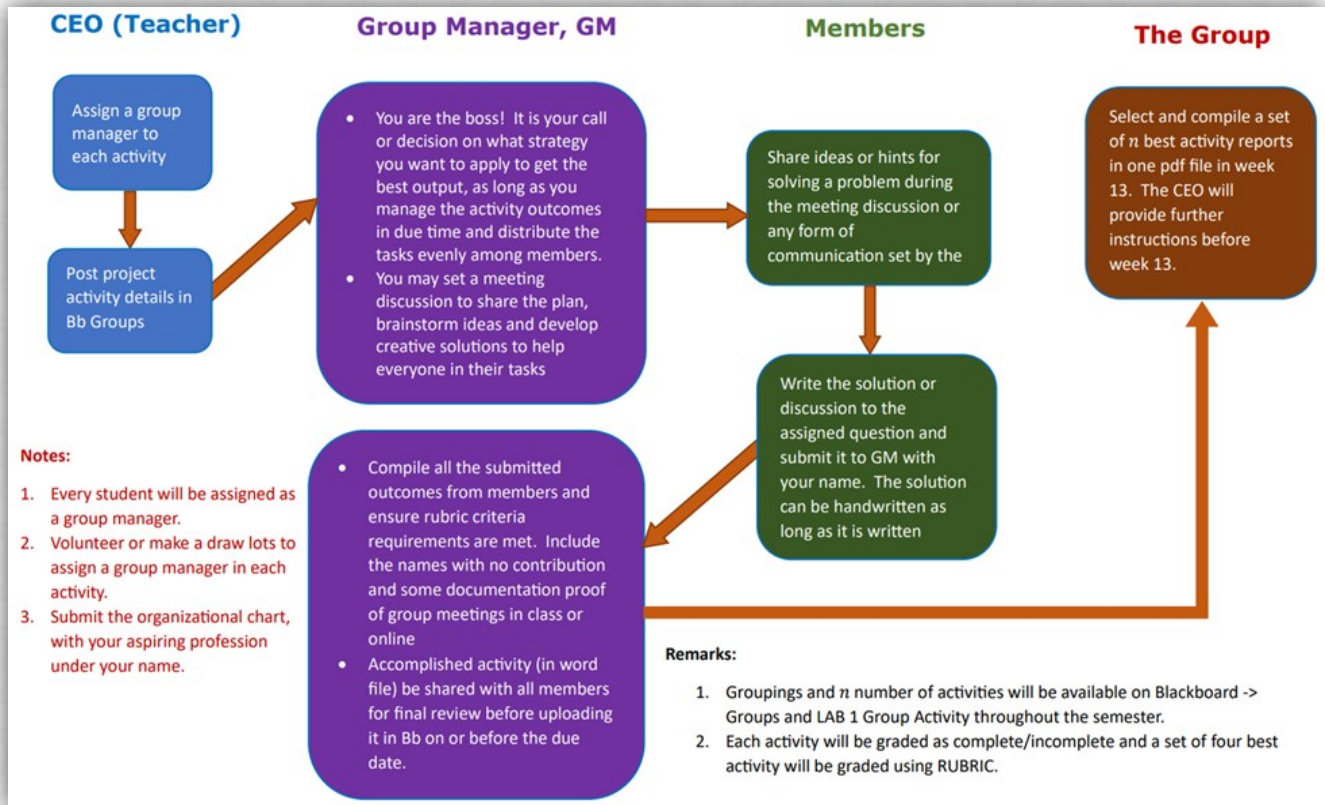 CEO (Teacher)
Assign a group
manager to
each activity
Post project
activity details in
Bb Groups
Group Manager, GM
• You are the boss! It is your call
or decision on what strategy
you want to apply to get the
best output, as long as you
manage the activity outcomes
in due time and distribute the
tasks evenly among members.
• You may set a meeting
discussion to share the plan,
brainstorm ideas and develop
creative solutions to help
everyone in their tasks
Members
Share ideas or hints for
solving a problem during
the meeting discussion or
any form of
communication set by the
Write the solution or
discussion to the
assigned question and
submit it to GM with
your name. The solution
can be handwritten as
long as it is written
• Compile all the submitted
outcomes from members and
ensure rubric criteria
requirements are met. Include
the names with no contribution
and some documentation proof
of group meetings in class or
online
• Accomplished activity (in word
file) be shared with all members
for final review before uploading
it in Bb on or before the due
date.
The Group
Select and compile a set
of n best activity reports
in one pdf file in week
13. The CEO will
provide further
instructions before
week 13.
Notes:
1. Every student will be assigned as
a group manager.
2. Volunteer or make a draw lots to
assign a group manager in each
activity.
3. Submit the organizational chart,
with your aspiring profession
under your name.
Remarks:
1. Groupings and n number of activities will be available on Blackboard ->
Groups and LAB 1 Group Activity throughout the semester.
2. Each activity will be graded as complete/incomplete and a set of four best
activity will be graded using RUBRIC.